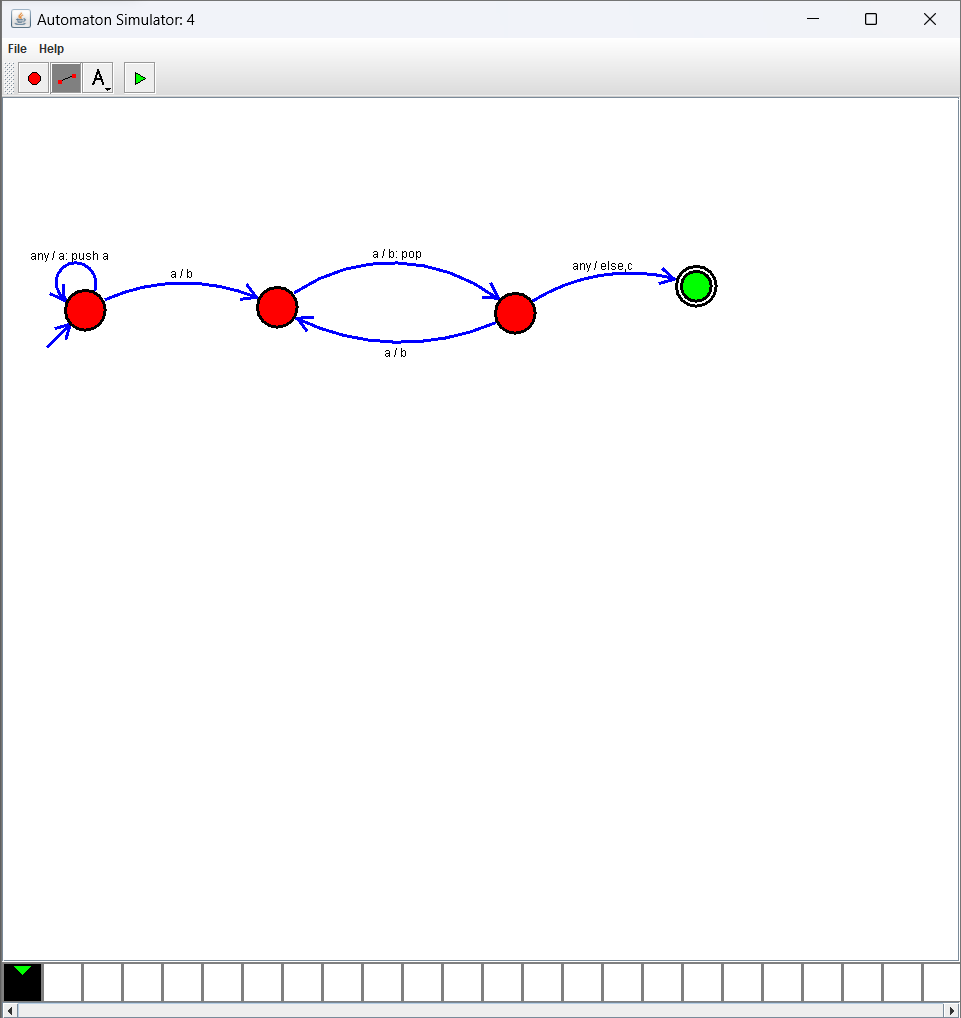 Automaton Simulator: 4
File Help
A
any / a: push a
a / b
a / b: pop
a / b
any / else,c